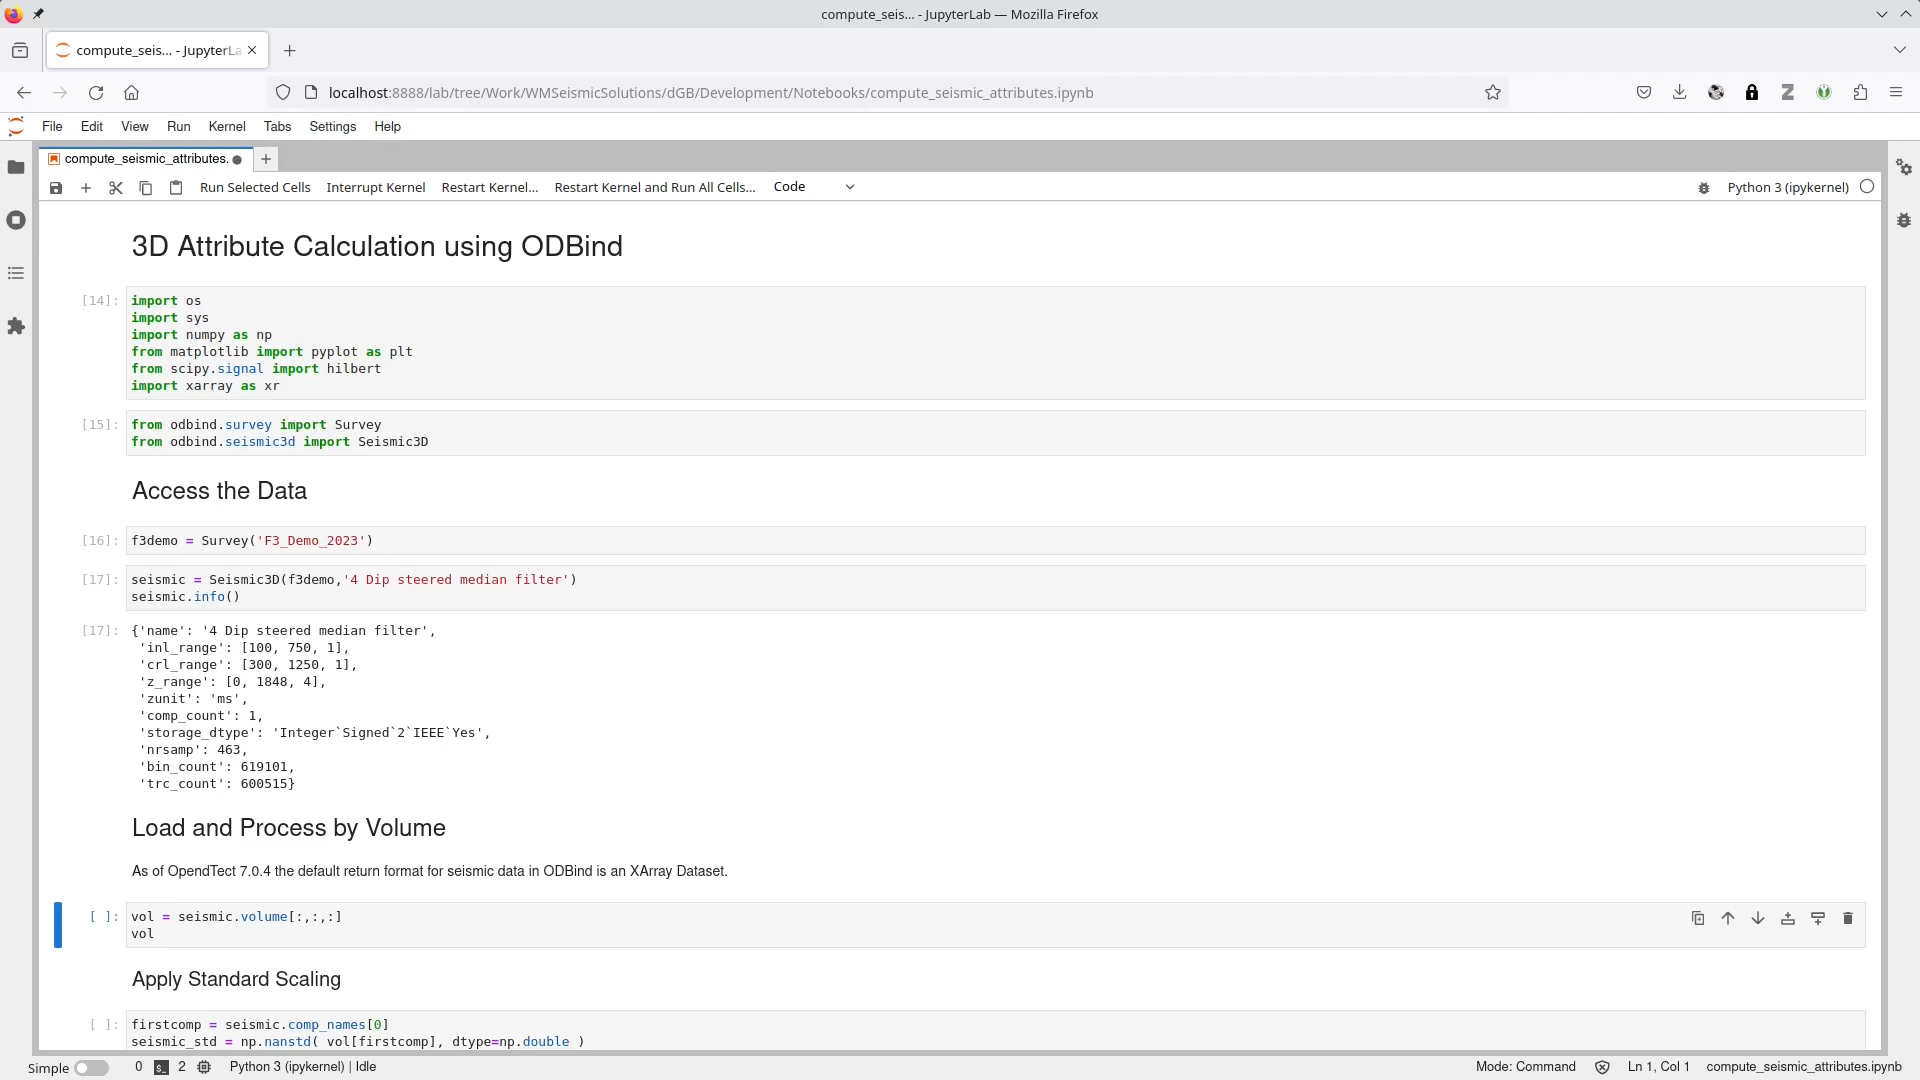 compute_seis... - JupyterLab — Mozilla Firefox
compute_seis... - JupyterLa
localhost:8888/lab/tree/Work/WMSeismicSolutions/dGB/Development/Notebooks/compute_seismic_attributes.ipynb
File Edit View Run Kernel Tabs Settings Help
compute_seismic_attributes.
Run Selected Cells Interrupt Kernel Restart Kernel... Restart Kernel and Run All Cells... Code Python 3 (ipykernel)
3D Attribute Calculation using ODBind
[14]: import os
import sys
import numpy as np
from matplotlib import pyplot as plt
from scipy.signal import hilbert
import xarray as xr
[15]: from odbind.survey import Survey
from odbind.seismic3d import Seismic3D
Access the Data
[16]: f3demo = Survey('F3_Demo_2023')
[17]: seismic = Seismic3D(f3demo,'4 Dip steered median filter')
seismic.info()
[17]: {'name': '4 Dip steered median filter',
'inl_range': [100, 750, 1],
'crl_range': [300, 1250, 1],
'z_range': [0, 1848, 4],
'zunit': 'ms',
'comp_count': 1,
'storage_dtype': 'Integer`Signed`2`IEEE`Yes',
'nrsamp': 463,
'bin_count': 619101,
'trc_count': 600515}
Load and Process by Volume
As of OpendTect 7.0.4 the default return format for seismic data in ODBind is an XArray Dataset.
[ ]: vol = seismic.volume[:,:,:]
vol
Apply Standard Scaling
[ ]: firstcomp = seismic.comp_names[0]
seismic_std = np.nanstd( vol[firstcomp], dtype=np.double )
Simple 0 $_ 2 Python 3 (ipykernel) | Idle Mode: Command Ln 1, Col 1 compute_seismic_attributes.ipynb